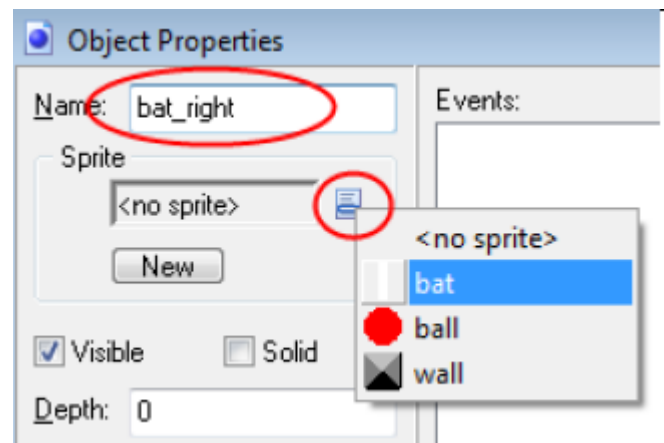 Object Properties
Name: bat_right
Events:
Sprite
<no sprite>
<no sprite>
New
bat
ball
Visible Solid
wall
Depth: 0